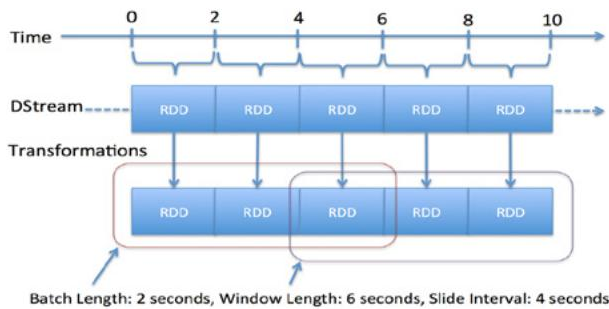 0 2 4 6 8 10
Time
DStream
RDD RDD RDD RDD RDD
Transformations
RDD RDD RDD RDD RDD
Batch Length: 2 seconds, Window Length: 6 seconds, Slide Interval: 4 seconds